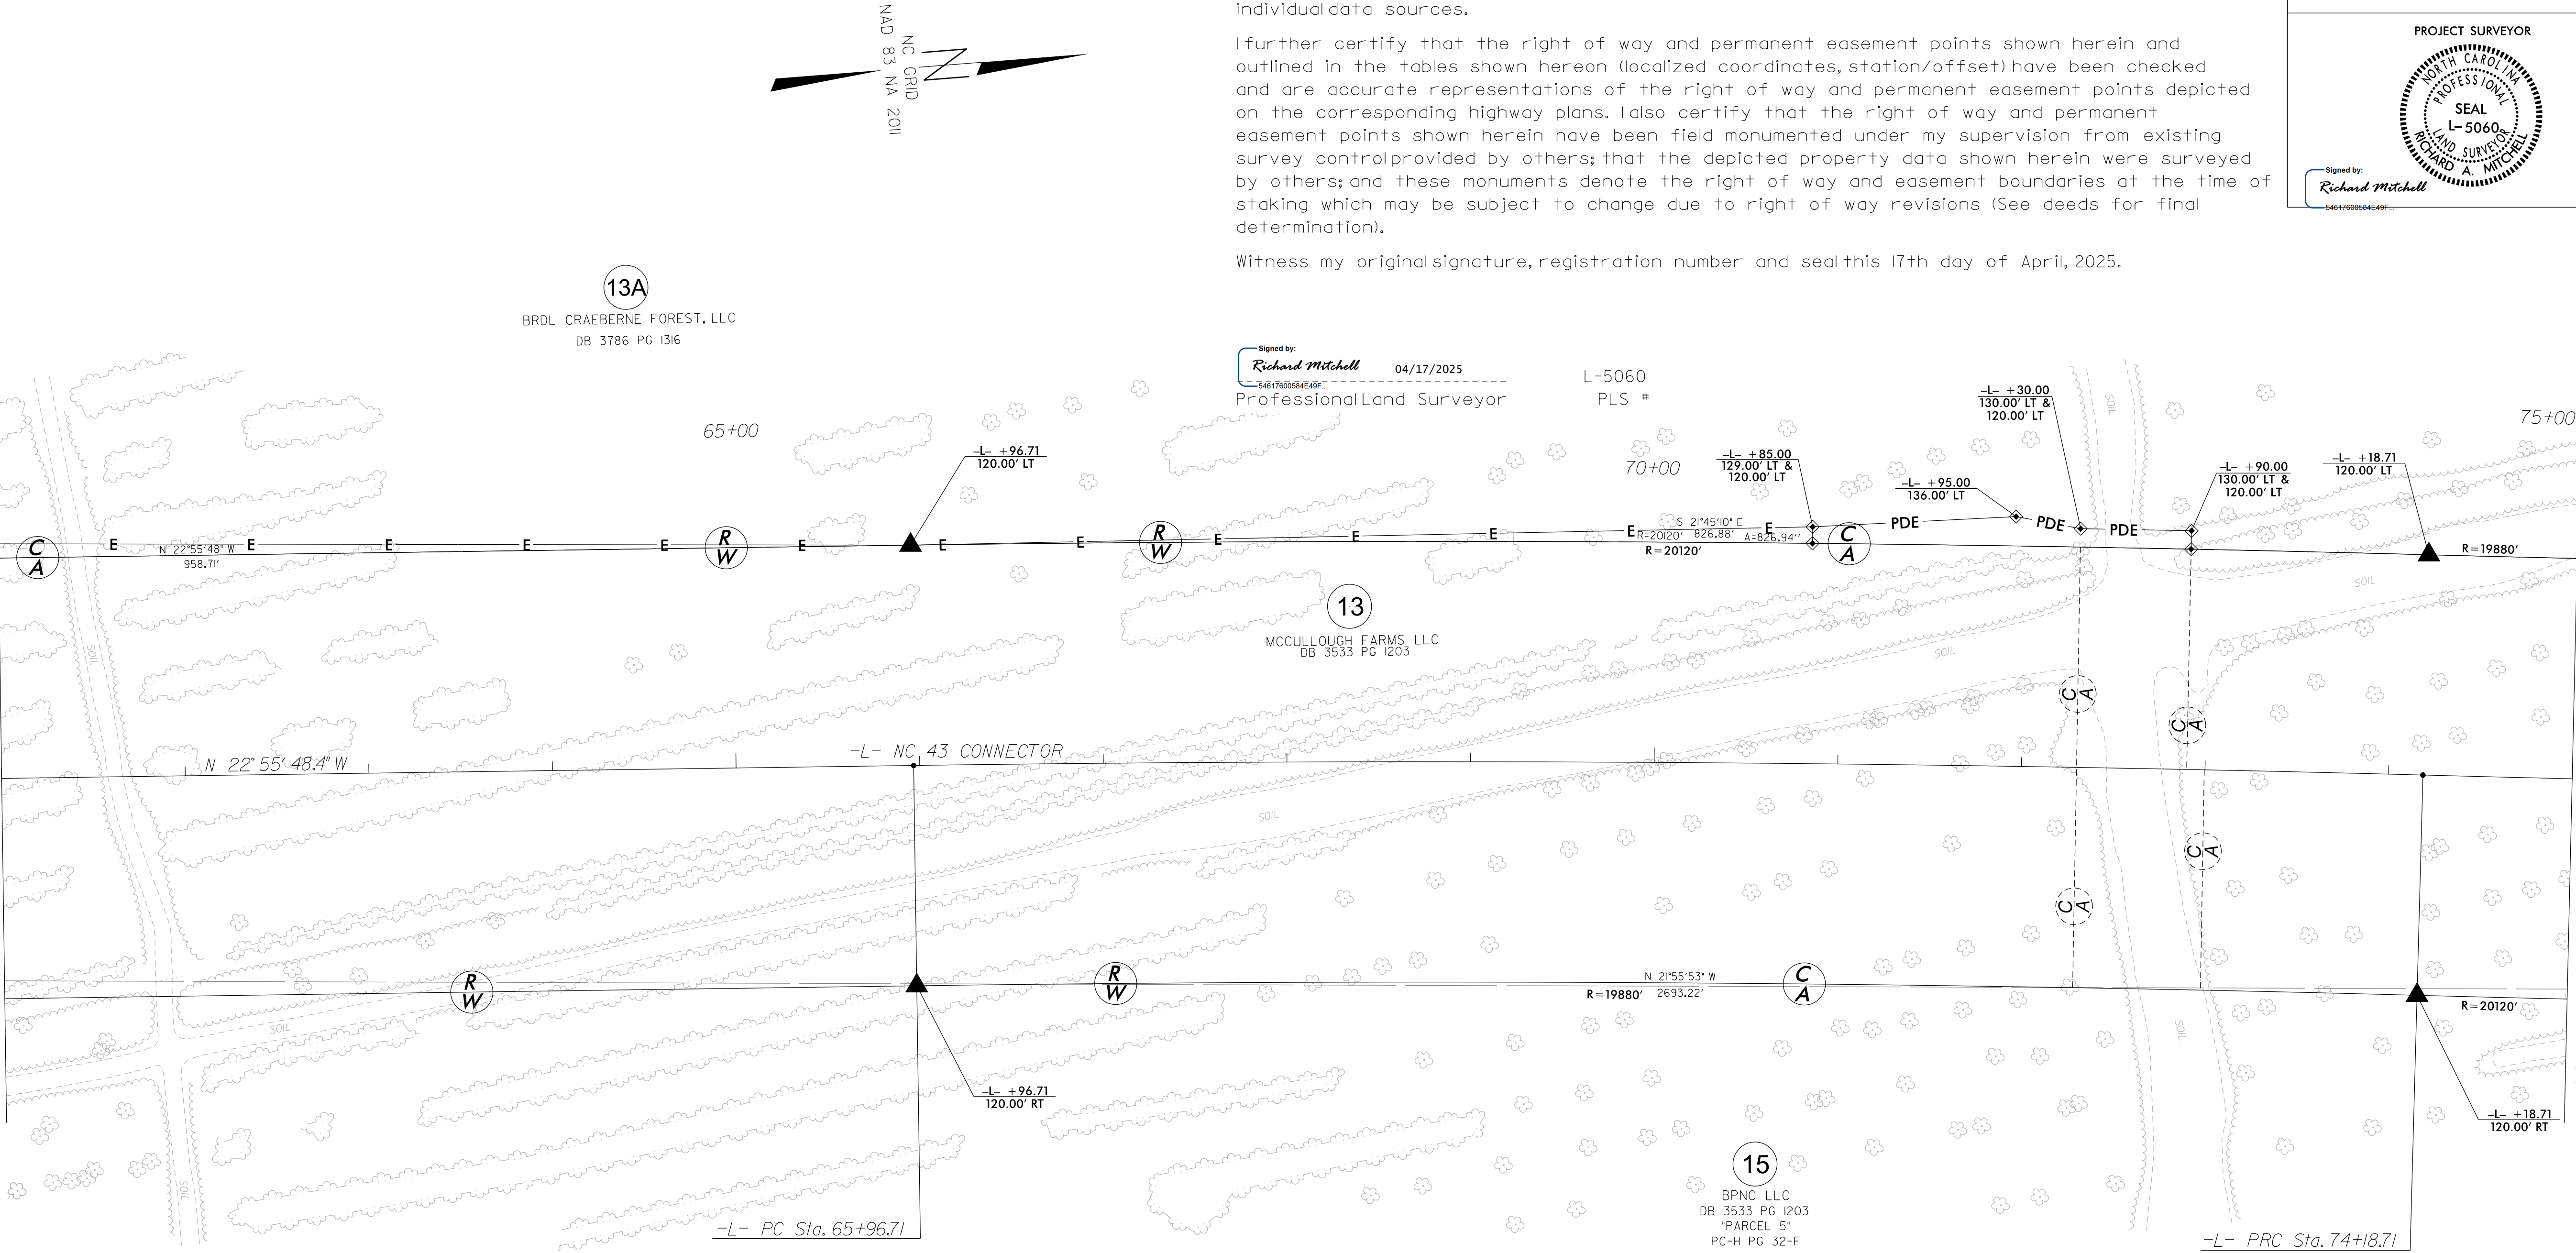 individual data sources.
I further certify that the right of way and permanent easement points shown herein and
outlined in the tables shown hereon (localized coordinates, station/offset) have been checked
and are accurate representations of the right of way and permanent easement points depicted
on the corresponding highway plans. I also certify that the right of way and permanent
easement points shown herein have been field monumented under my supervision from existing
survey control provided by others; that the depicted property data shown herein were surveyed
by others; and these monuments denote the right of way and easement boundaries at the time of
staking which may be subject to change due to right of way revisions (See deeds for final
determination).
Witness my original signature, registration number and seal this 17th day of April, 2025.
Signed by:
Richard Mitchell
04/17/2025
54617600584E49F...
Professional Land Surveyor
L-5060
PLS #
PROJECT SURVEYOR
NORTH CAROLINA
PROFESSIONAL
SEAL
L-5060
LAND SURVEYOR
RICHARD A. MITCHELL
Signed by:
Richard Mitchell
54617600584E49F...
NC GRID
NAD 83 NA 2011
N
13A
BRDL CRAEBERNE FOREST, LLC
DB 3786 PG 1316
65+00
70+00
75+00
-L- +96.71
120.00' LT
-L- +85.00
129.00' LT &
120.00' LT
-L- +95.00
136.00' LT
-L- +30.00
130.00' LT &
120.00' LT
-L- +90.00
130.00' LT &
120.00' LT
-L- +18.71
120.00' LT
C
A
E
N 22°55'48" W
958.71'
E
E
E
E
R
W
E
E
E
R
W
E
E
E
E
S 21°45'10" E
R=20120' 826.88' A=826.94''
R=20120'
E
C
A
PDE
PDE
PDE
R=19880'
13
MCCULLOUGH FARMS LLC
DB 3533 PG 1203
SOIL
SOIL
SOIL
SOIL
C
A
C
A
N 22°55'48.4" W
-L- NC 43 CONNECTOR
SOIL
C
A
C
A
R
W
R
W
N 21°55'53" W
2693.22'
R=19880'
C
A
R=20120'
SOIL
SOIL
SOIL
-L- +96.71
120.00' RT
-L- +18.71
120.00' RT
15
BPNC LLC
DB 3533 PG 1203
"PARCEL 5"
PC-H PG 32-F
-L- PC Sta. 65+96.71
-L- PRC Sta. 74+18.71